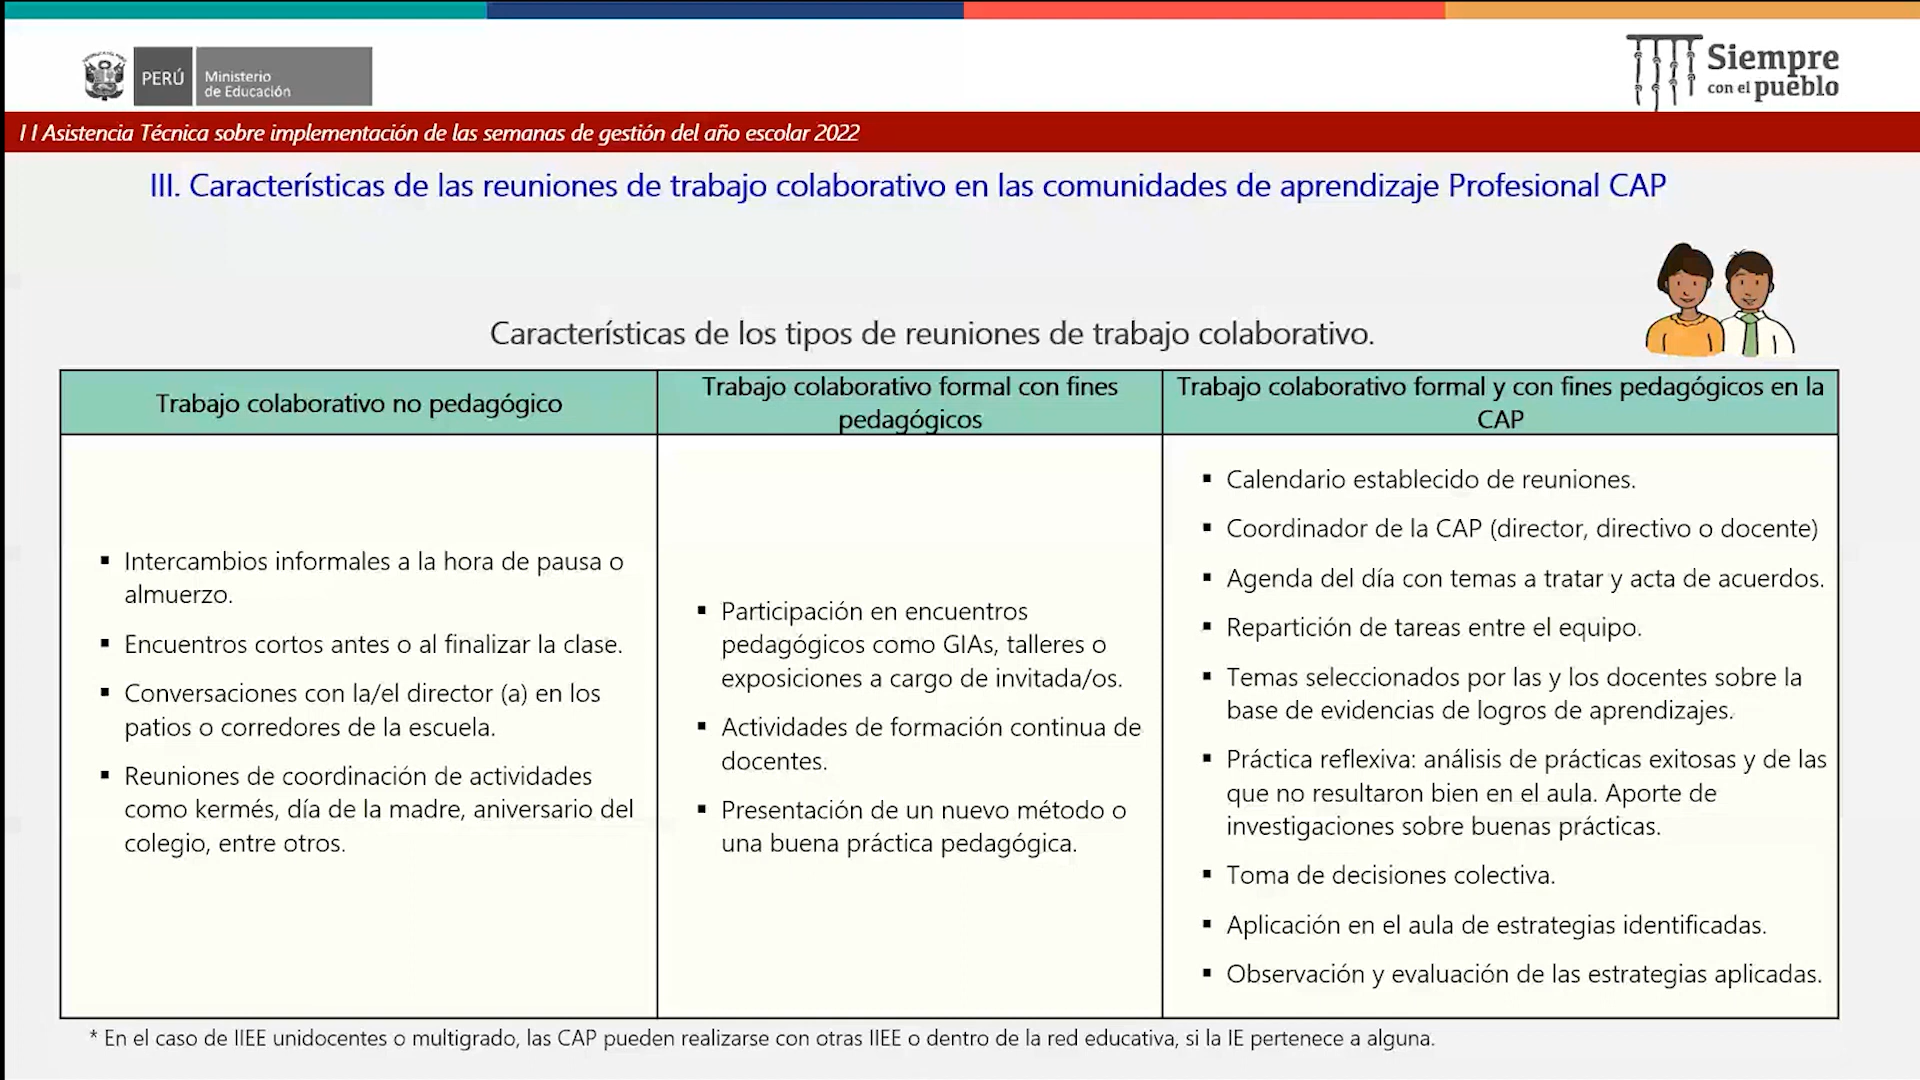 PERÚ
Ministerio
de Educación
Siempre
con el pueblo
I I Asistencia Técnica sobre implementación de las semanas de gestión del año escolar 2022
III. Características de las reuniones de trabajo colaborativo en las comunidades de aprendizaje Profesional CAP
Características de los tipos de reuniones de trabajo colaborativo.
Trabajo colaborativo no pedagógico
▪ Intercambios informales a la hora de pausa o
almuerzo.
▪ Encuentros cortos antes o al finalizar la clase.
▪ Conversaciones con la/el director (a) en los
patios o corredores de la escuela.
▪ Reuniones de coordinación de actividades
como kermés, día de la madre, aniversario del
colegio, entre otros.
Trabajo colaborativo formal con fines
pedagógicos
▪ Participación en encuentros
pedagógicos como GIAs, talleres o
exposiciones a cargo de invitada/os.
▪ Actividades de formación continua de
docentes.
▪ Presentación de un nuevo método o
una buena práctica pedagógica.
Trabajo colaborativo formal y con fines pedagógicos en la
CAP
▪ Calendario establecido de reuniones.
▪ Coordinador de la CAP (director, directivo o docente)
▪ Agenda del día con temas a tratar y acta de acuerdos.
▪ Repartición de tareas entre el equipo.
▪ Temas seleccionados por las y los docentes sobre la
base de evidencias de logros de aprendizajes.
▪ Práctica reflexiva: análisis de prácticas exitosas y de las
que no resultaron bien en el aula. Aporte de
investigaciones sobre buenas prácticas.
▪ Toma de decisiones colectiva.
▪ Aplicación en el aula de estrategias identificadas.
▪ Observación y evaluación de las estrategias aplicadas.
* En el caso de IIEE unidocentes o multigrado, las CAP pueden realizarse con otras IIEE o dentro de la red educativa, si la IE pertenece a alguna.